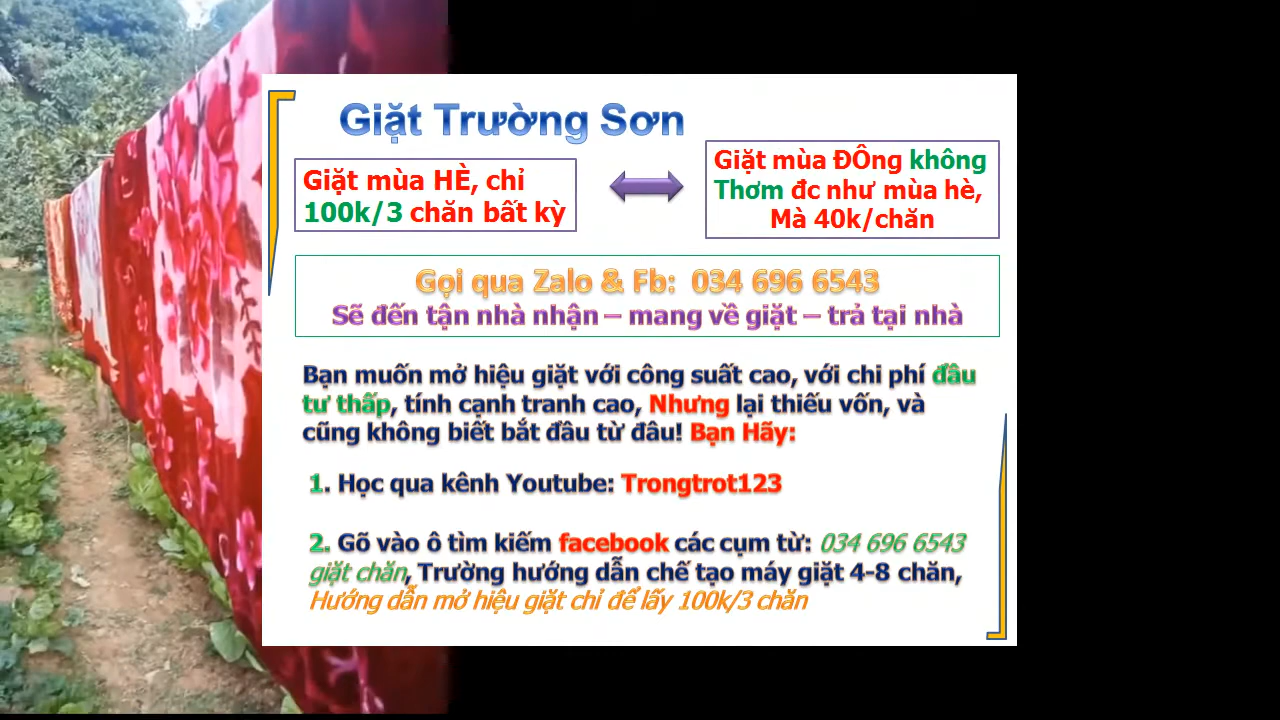 Giặt Trường Sơn
Giặt mùa HÈ, chỉ
100k/3 chăn bất kỳ
Giặt mùa ĐÔng không
Thơm đc như mùa hè,
Mà 40k/chăn
Gọi qua Zalo & Fb: 034 696 6543
Sẽ đến tận nhà nhận – mang về giặt – trả tại nhà
Bạn muốn mở hiệu giặt với công suất cao, với chi phí đầu
tư thấp, tính cạnh tranh cao, Nhưng lại thiếu vốn, và
cũng không biết bắt đầu từ đâu! Bạn Hãy:
1. Học qua kênh Youtube: Trongtrot123
2. Gõ vào ô tìm kiếm facebook các cụm từ: 034 696 6543
giặt chăn, Trường hướng dẫn chế tạo máy giặt 4-8 chăn,
Hướng dẫn mở hiệu giặt chỉ để lấy 100k/3 chăn